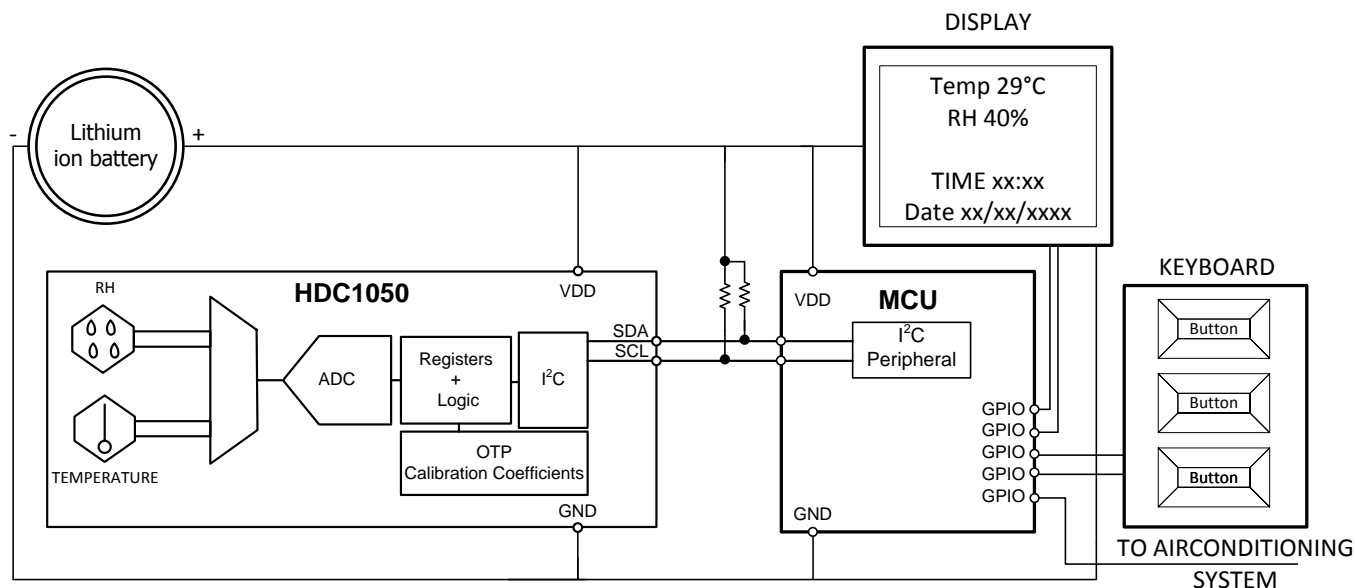 DISPLAY
Temp 29°C
RH 40%
TIME xx:xx
Date xx/xx/xxxx
-
Lithium
ion battery
+
HDC1050
RH
TEMPERATURE
ADC
Registers
+
Logic
I²C
OTP
Calibration Coefficients
VDD
SDA
SCL
GND
MCU
VDD
I²C
Peripheral
GPIO
GPIO
GPIO
GPIO
GPIO
GND
KEYBOARD
Button
Button
Button
TO AIRCONDITIONING
SYSTEM